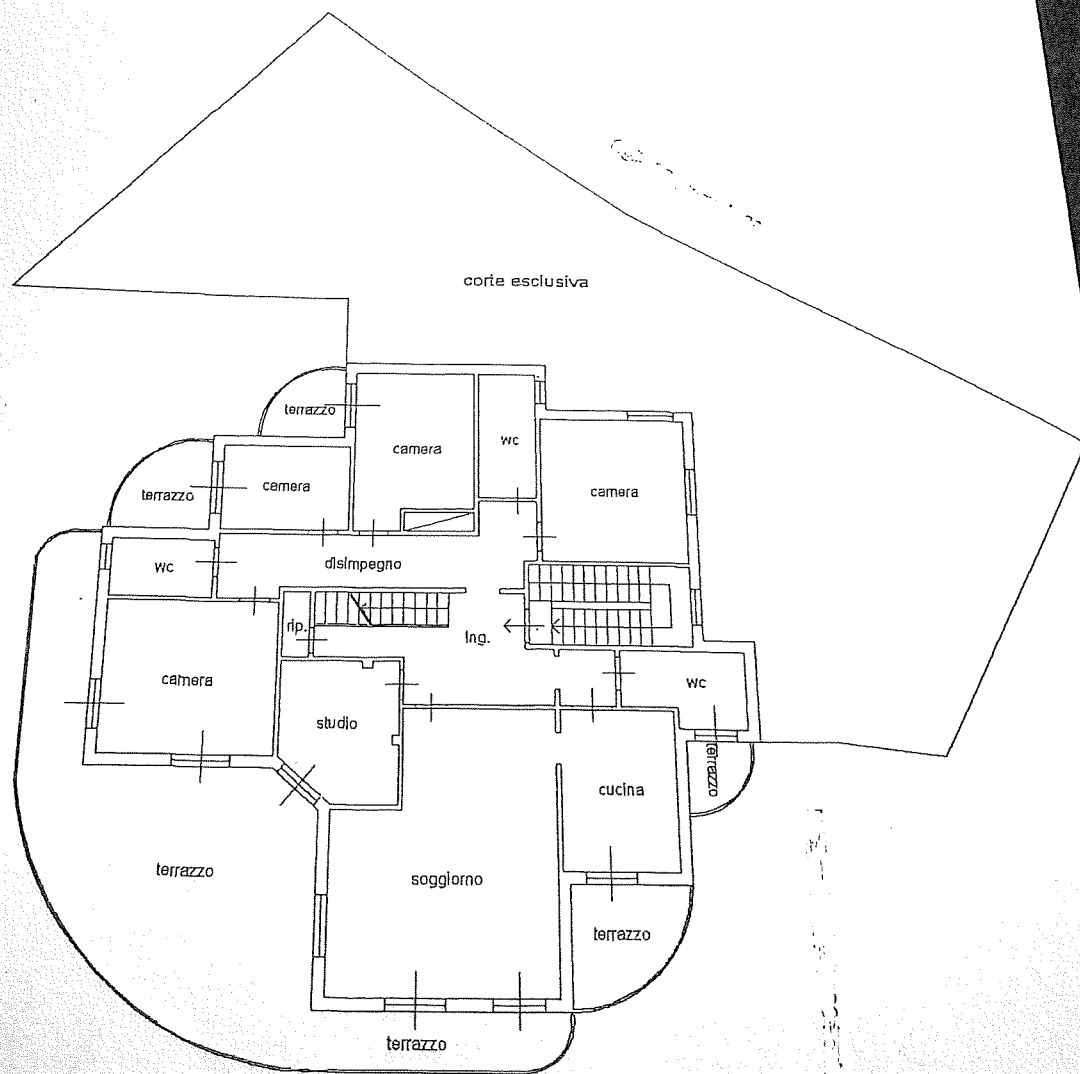 corte esclusiva
terrazzo
camera
wc
camera
terrazzo
camera
wc
disimpegno
rip.
Ing.
camera
studio
wc
terrazzo
cucina
terrazzo
soggiorno
terrazzo
terrazzo